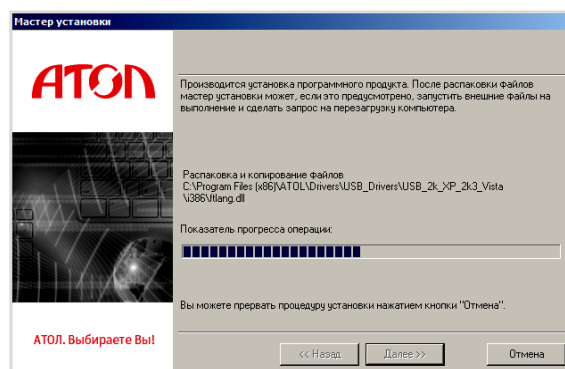 Мастер установки
АТОЛ
Производится установка программного продукта. После распаковки файлов
мастер установки может, если это предусмотрено, запустить внешние файлы на
выполнение и сделать запрос на перезагрузку компьютера.
Распаковка и копирование файлов
C:\Program Files (x86)\ATOL\Drivers\USB_Drivers\USB_2k_XP_2k3_Vista
\i386\ftlang.dll
Показатель прогресса операции:
Вы можете прервать процедуру установки нажатием кнопки "Отмена".
АТОЛ. Выбираете Вы!
<< Назад
Далее >>
Отмена